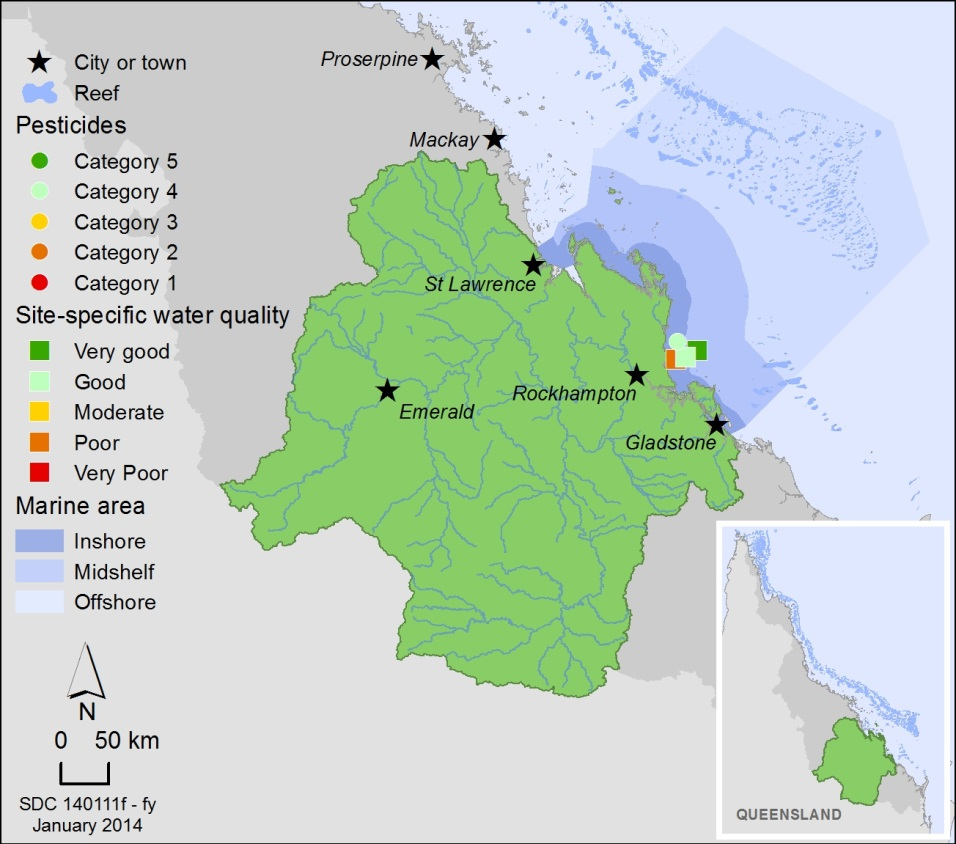 City or town
Reef
Pesticides
Category 5
Category 4
Category 3
Category 2
Category 1
Site-specific water quality
Very good
Good
Moderate
Poor
Very Poor
Marine area
Inshore
Midshelf
Offshore
N
0 50 km
SDC 140111f - fy
January 2014
Proserpine
Mackay
St Lawrence
Emerald
Rockhampton
Gladstone
QUEENSLAND